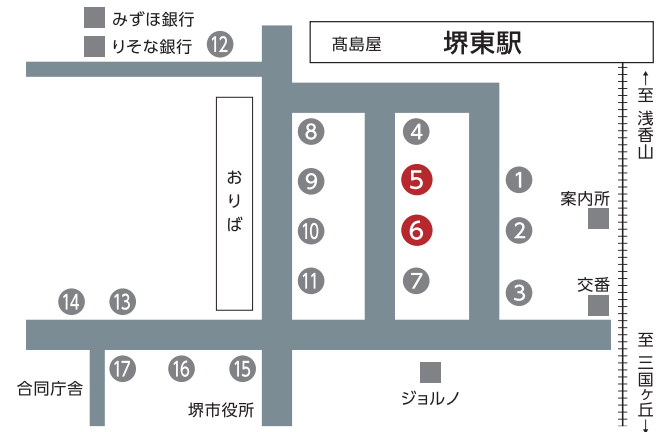 みずほ銀行
りそな銀行
⑫
髙島屋
堺東駅
←至 浅香山
おりば
⑧
④
⑨
⑤
①
案内所
⑩
⑥
②
⑪
⑦
③
交番
⑭
⑬
⑰
⑯
⑮
合同庁舎
堺市役所
ジョルノ
至 三国ヶ丘→